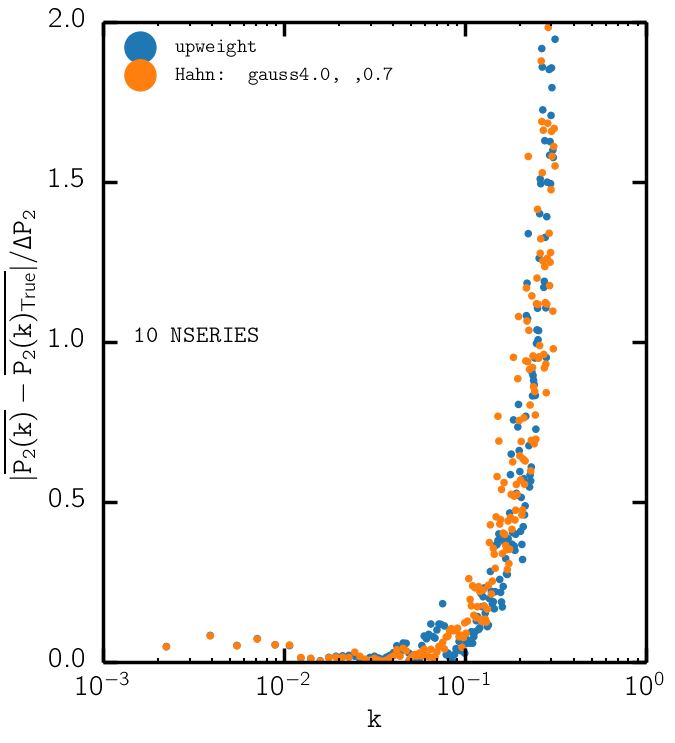 2.0
upweight
Hahn: gauss4.0, ,0.7
1.5
|P₂(k) − P₂(k)True|/ΔP₂
1.0
10 NSERIES
0.5
0.0
10⁻³ 10⁻² 10⁻¹ 10⁰
k